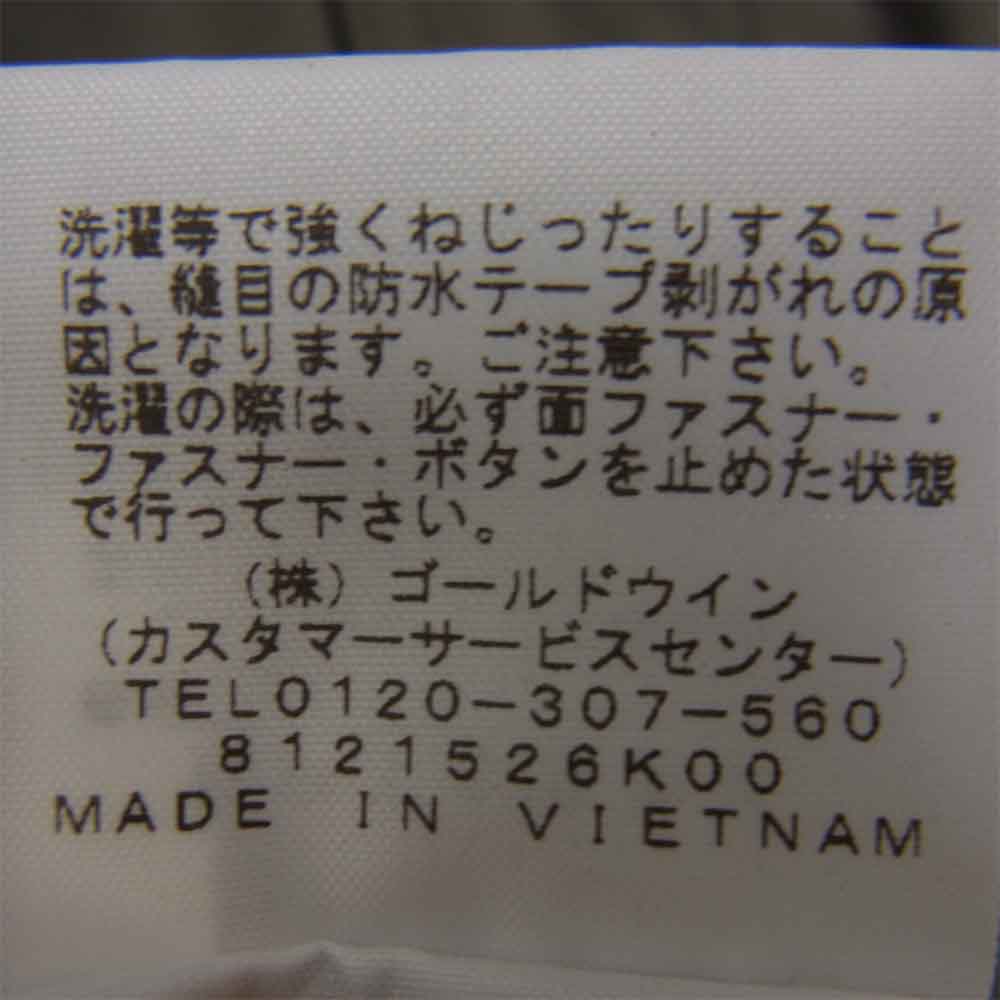 洗濯等で強くねじったりすること
は、縫目の防水テープ剥がれの原
因となります。ご注意下さい。
洗濯の際は、必ず面ファスナー・
ファスナー・ボタンを止めた状態
で行って下さい。
(株)ゴールドウイン
(カスタマーサービスセンター)
TEL0120-307-560
8121526K00
MADE IN VIETNAM